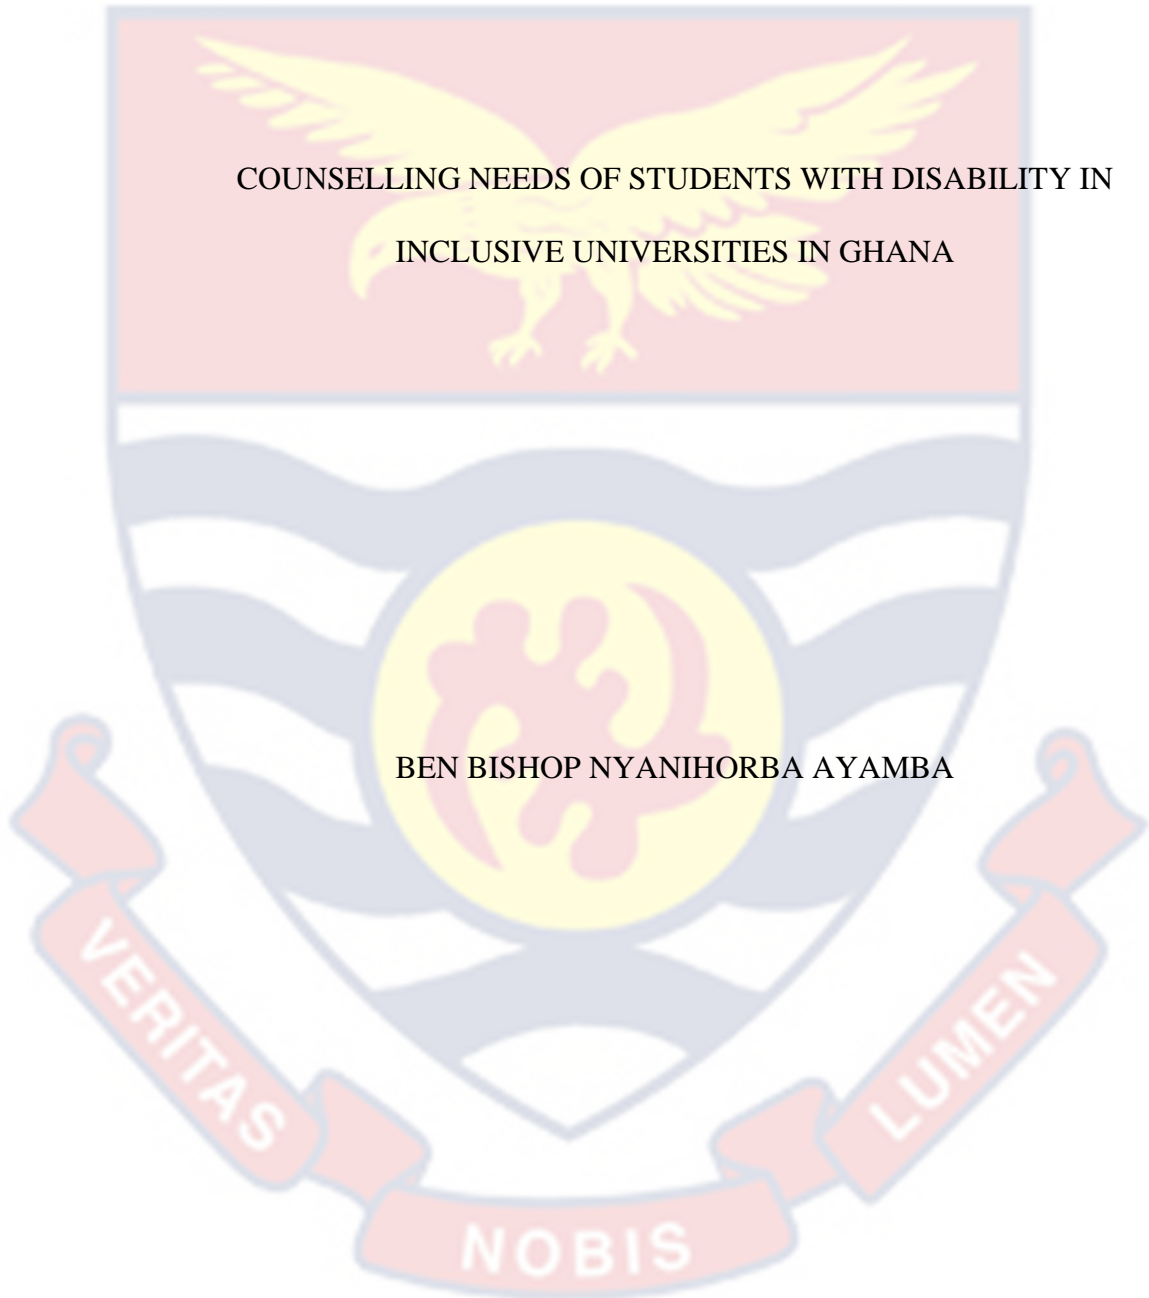 COUNSELLING NEEDS OF STUDENTS WITH DISABILITY IN
INCLUSIVE UNIVERSITIES IN GHANA
BEN BISHOP NYANIHORBA AYAMBA
VERITAS
NOBIS
LUMEN